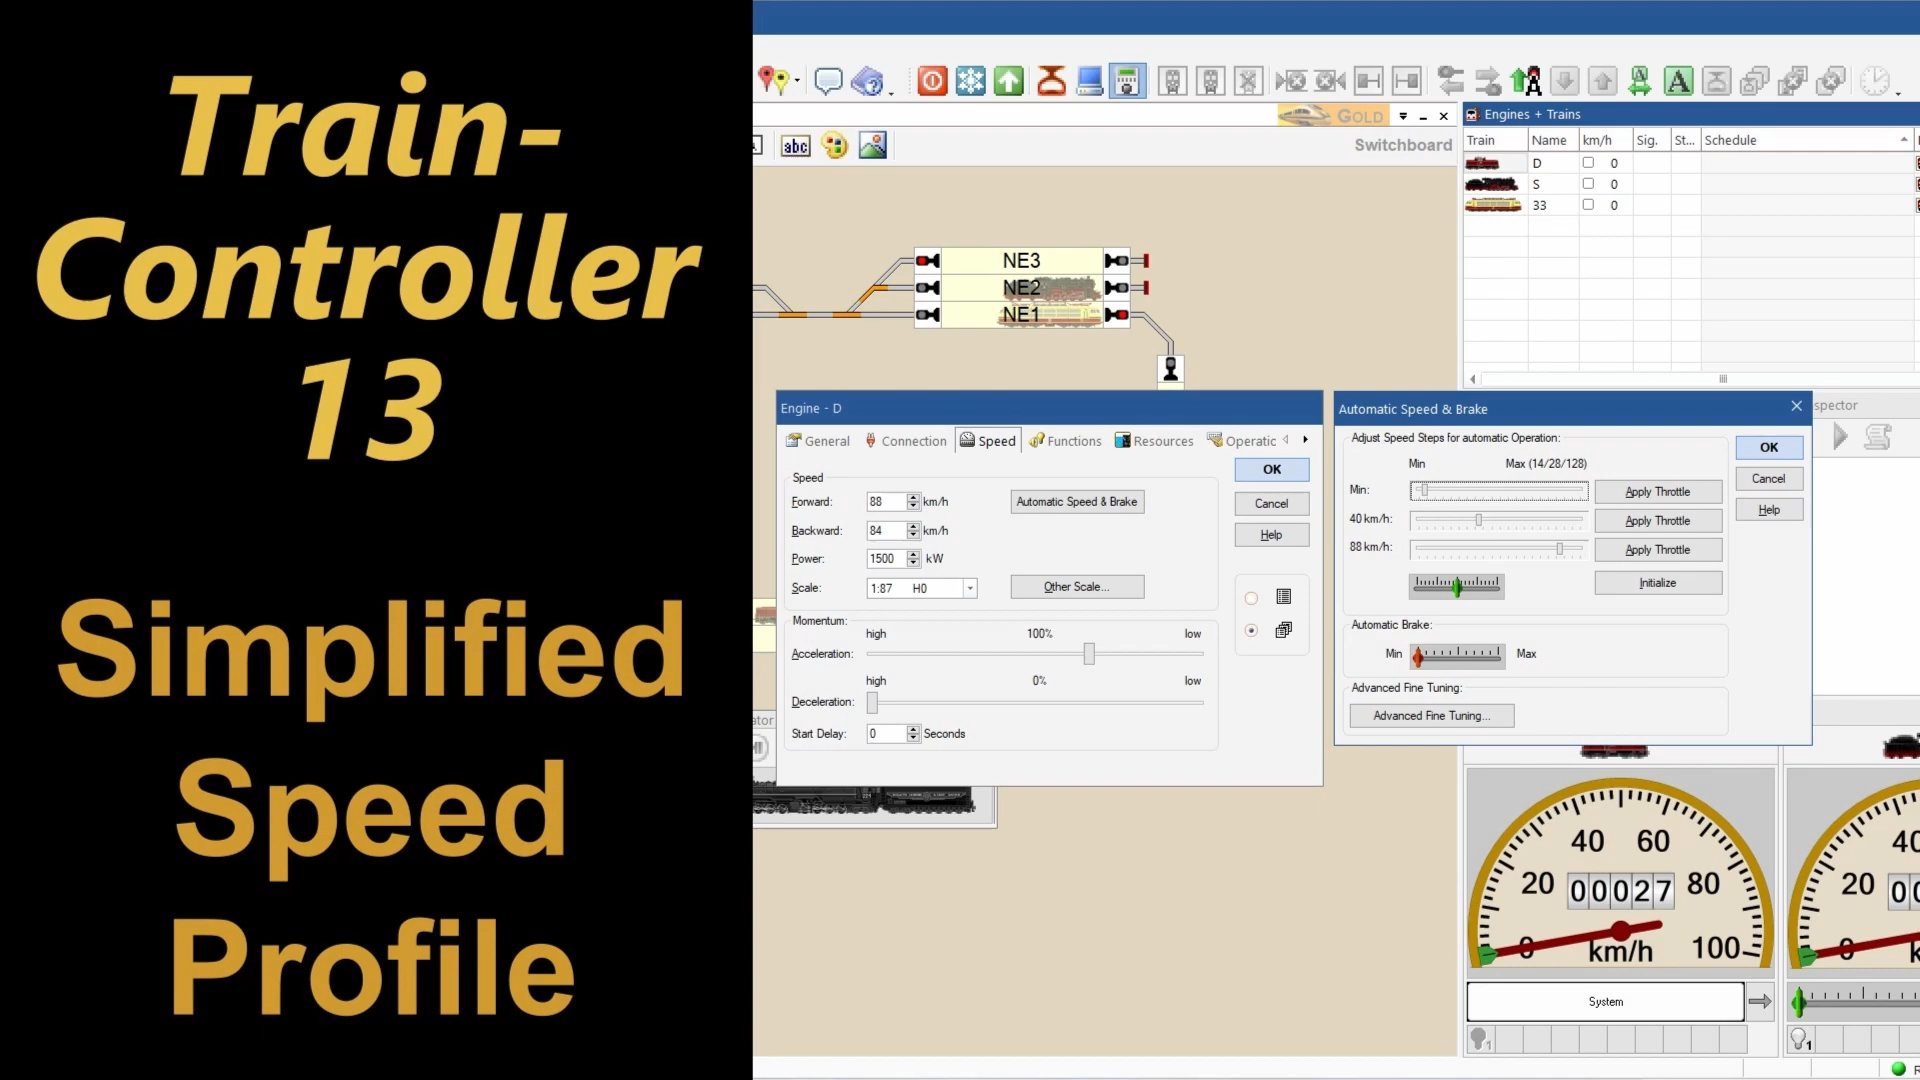 Train-
Controller
13
Simplified
Speed
Profile
abc
GOLD
Switchboard
NE3
NE2
NE1
Engines + Trains
Train Name km/h Sig. St... Schedule
D 0
S 0
33 0
Engine - D
General Connection Speed Functions Resources Operatic
Speed
Forward: 88 km/h Automatic Speed & Brake
Backward: 84 km/h
Power: 1500 kW
Scale: 1:87 H0 Other Scale...
OK
Cancel
Help
Momentum:
high 100% low
Acceleration:
high 0% low
Deceleration:
Start Delay: 0 Seconds
Automatic Speed & Brake
Adjust Speed Steps for automatic Operation:
Min Max (14/28/128)
Min: Apply Throttle
40 km/h: Apply Throttle
88 km/h: Apply Throttle
Initialize
Automatic Brake:
Min Max
Advanced Fine Tuning:
Advanced Fine Tuning...
OK
Cancel
Help
spector
ator
40 60
20 00027 80
0 km/h 100
System
1
40
20 00
0 k
1
R